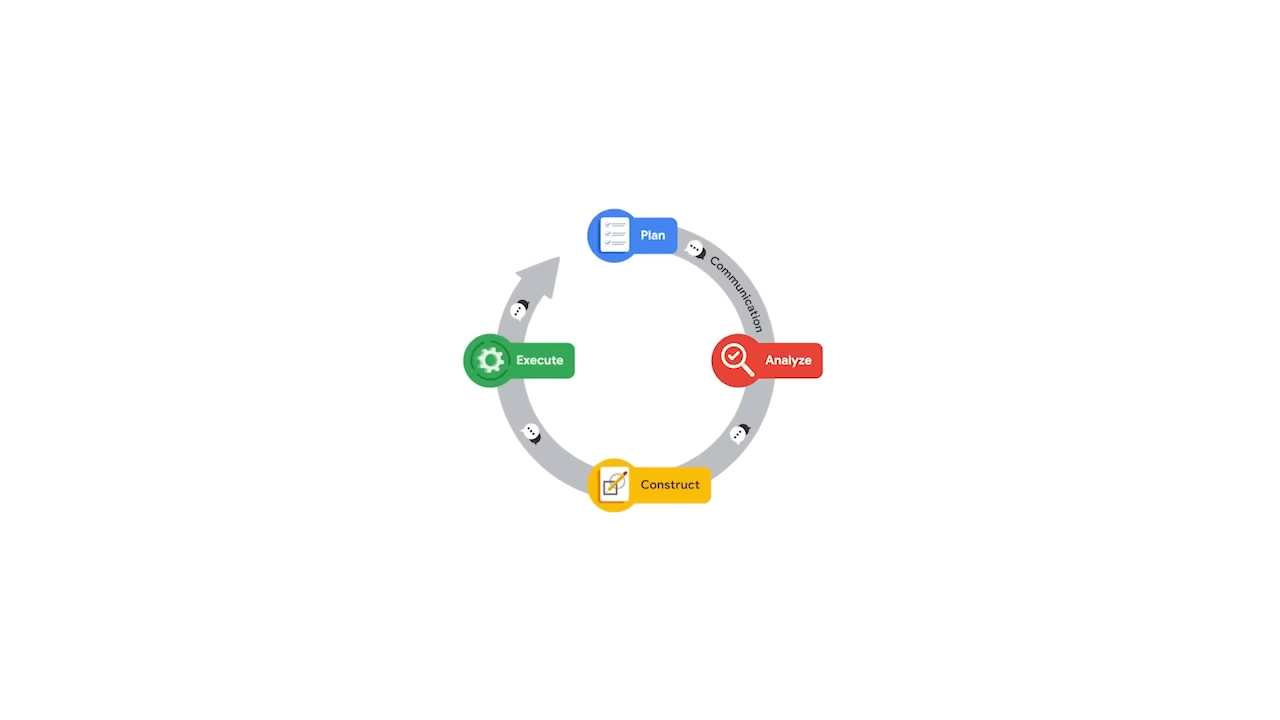 Plan
Communication
Analyze
Construct
Execute